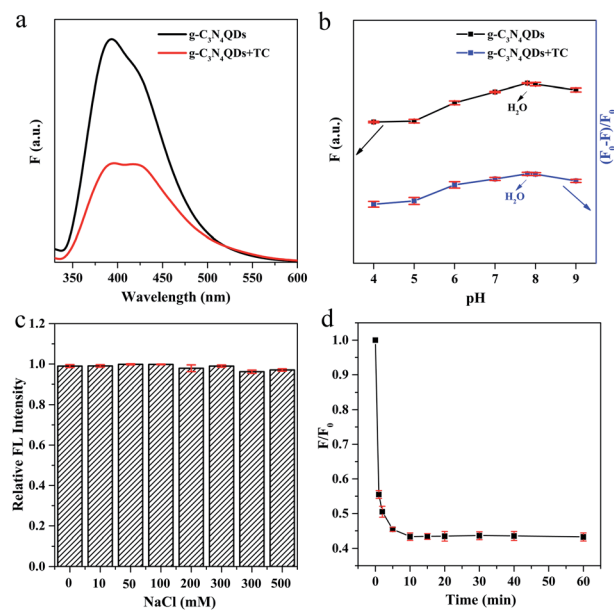 a
g-C₃N₄QDs
g-C₃N₄QDs+TC
F (a.u.)
350 400 450 500 550 600
Wavelength (nm)
b
g-C₃N₄QDs
g-C₃N₄QDs+TC
H₂O
H₂O
F (a.u.)
(F₀-F)/F₀
4 5 6 7 8 9
pH
c
Relative FL Intensity
1.2
1.0
0.8
0.6
0.4
0.2
0.0
0 10 50 100 200 300 300 500
NaCl (mM)
d
F/F₀
1.0
0.9
0.8
0.7
0.6
0.5
0.4
0 10 20 30 40 50 60
Time (min)